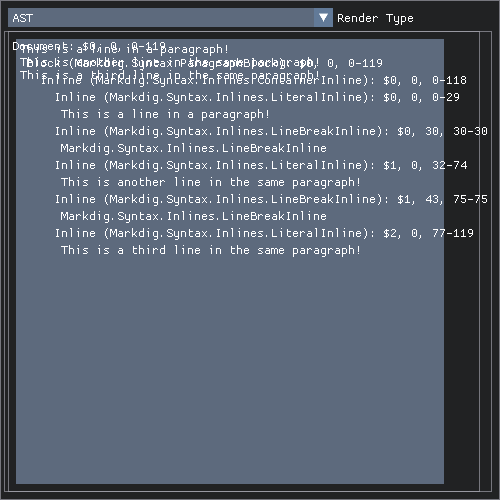 AST
Render Type
Document: $0, 0, 0-119
This is a line in a paragraph!
Block (Markdig.Syntax.ParagraphBlock): $0, 0, 0-119
This is another line in the same paragraph!
Inline (Markdig.Syntax.Inlines.ContainerInline): $0, 0, 0-118
This is a third line in the same paragraph!
Inline (Markdig.Syntax.Inlines.LiteralInline): $0, 0, 0-29
This is a line in a paragraph!
Inline (Markdig.Syntax.Inlines.LineBreakInline): $0, 30, 30-30
Markdig.Syntax.Inlines.LineBreakInline
Inline (Markdig.Syntax.Inlines.LiteralInline): $1, 0, 32-74
This is another line in the same paragraph!
Inline (Markdig.Syntax.Inlines.LineBreakInline): $1, 43, 75-75
Markdig.Syntax.Inlines.LineBreakInline
Inline (Markdig.Syntax.Inlines.LiteralInline): $2, 0, 77-119
This is a third line in the same paragraph!